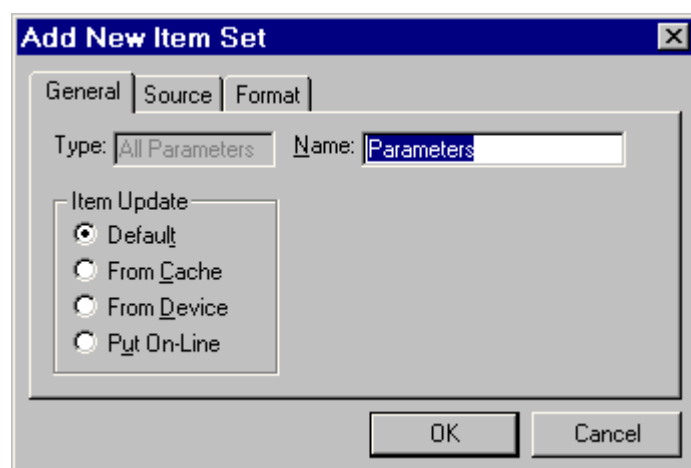 Add New Item Set
General Source Format
Type: All Parameters Name: Parameters
Item Update
Default
From Cache
From Device
Put On-Line
OK Cancel